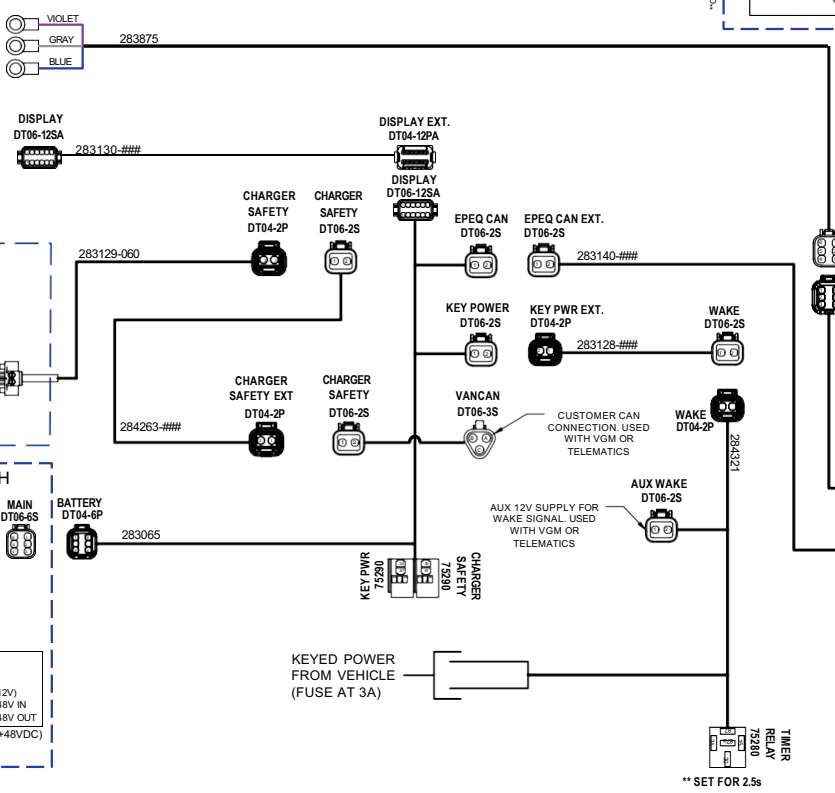 VIOLET
GRAY
BLUE
283875
DISPLAY
DT06-12SA
283130-###
DISPLAY EXT.
DT04-12PA
DISPLAY
DT06-12SA
CHARGER
SAFETY
DT04-2P
CHARGER
SAFETY
DT06-2S
EPEQ CAN
DT06-2S
EPEQ CAN EXT.
DT06-2S
283129-060
283140-###
KEY POWER
DT06-2S
KEY PWR EXT.
DT04-2P
WAKE
DT06-2S
283128-###
CHARGER
SAFETY EXT
DT04-2P
CHARGER
SAFETY
DT06-2S
VANCAN
DT06-3S
CUSTOMER CAN
CONNECTION. USED
WITH VGM OR
TELEMATICS
WAKE
DT04-2P
284263-###
284321
H
MAIN
DT06-6S
BATTERY
DT04-6P
283065
AUX WAKE
DT06-2S
AUX 12V SUPPLY FOR
WAKE SIGNAL. USED
WITH VGM OR
TELEMATICS
KEY PWR
75290
CHARGER
SAFETY
75290
KEYED POWER
FROM VEHICLE
(FUSE AT 3A)
12V)
48V IN
48V OUT
+48VDC)
TIMER
RELAY
75280
** SET FOR 2.5s